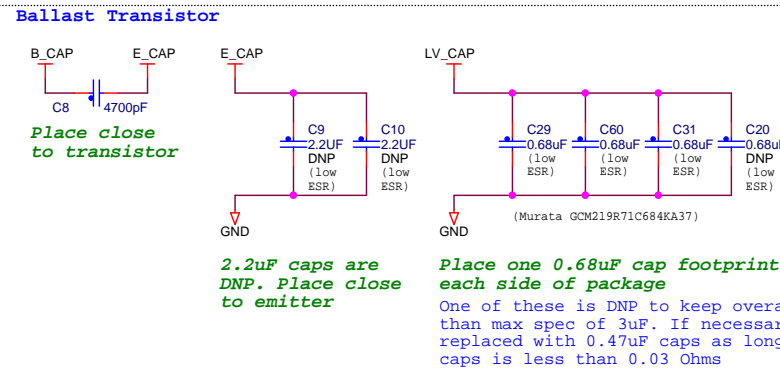 Ballast Transistor
B_CAP
E_CAP
C8
4700pF
Place close
to transistor
E_CAP
C9
2.2UF
DNP
(low
ESR)
C10
2.2UF
DNP
(low
ESR)
GND
2.2uF caps are
DNP. Place close
to emitter
LV_CAP
C29
0.68uF
(low
ESR)
C60
0.68uF
(low
ESR)
C31
0.68uF
(low
ESR)
C20
DNP
(low
ESR)
(Murata GCM219R71C684KA37)
GND
Place one 0.68uF cap footprint
each side of package
One of these is DNP to keep
than max spec of 3uF. If
replaced with 0.47uF caps as
caps is less than 0.03 Ohms